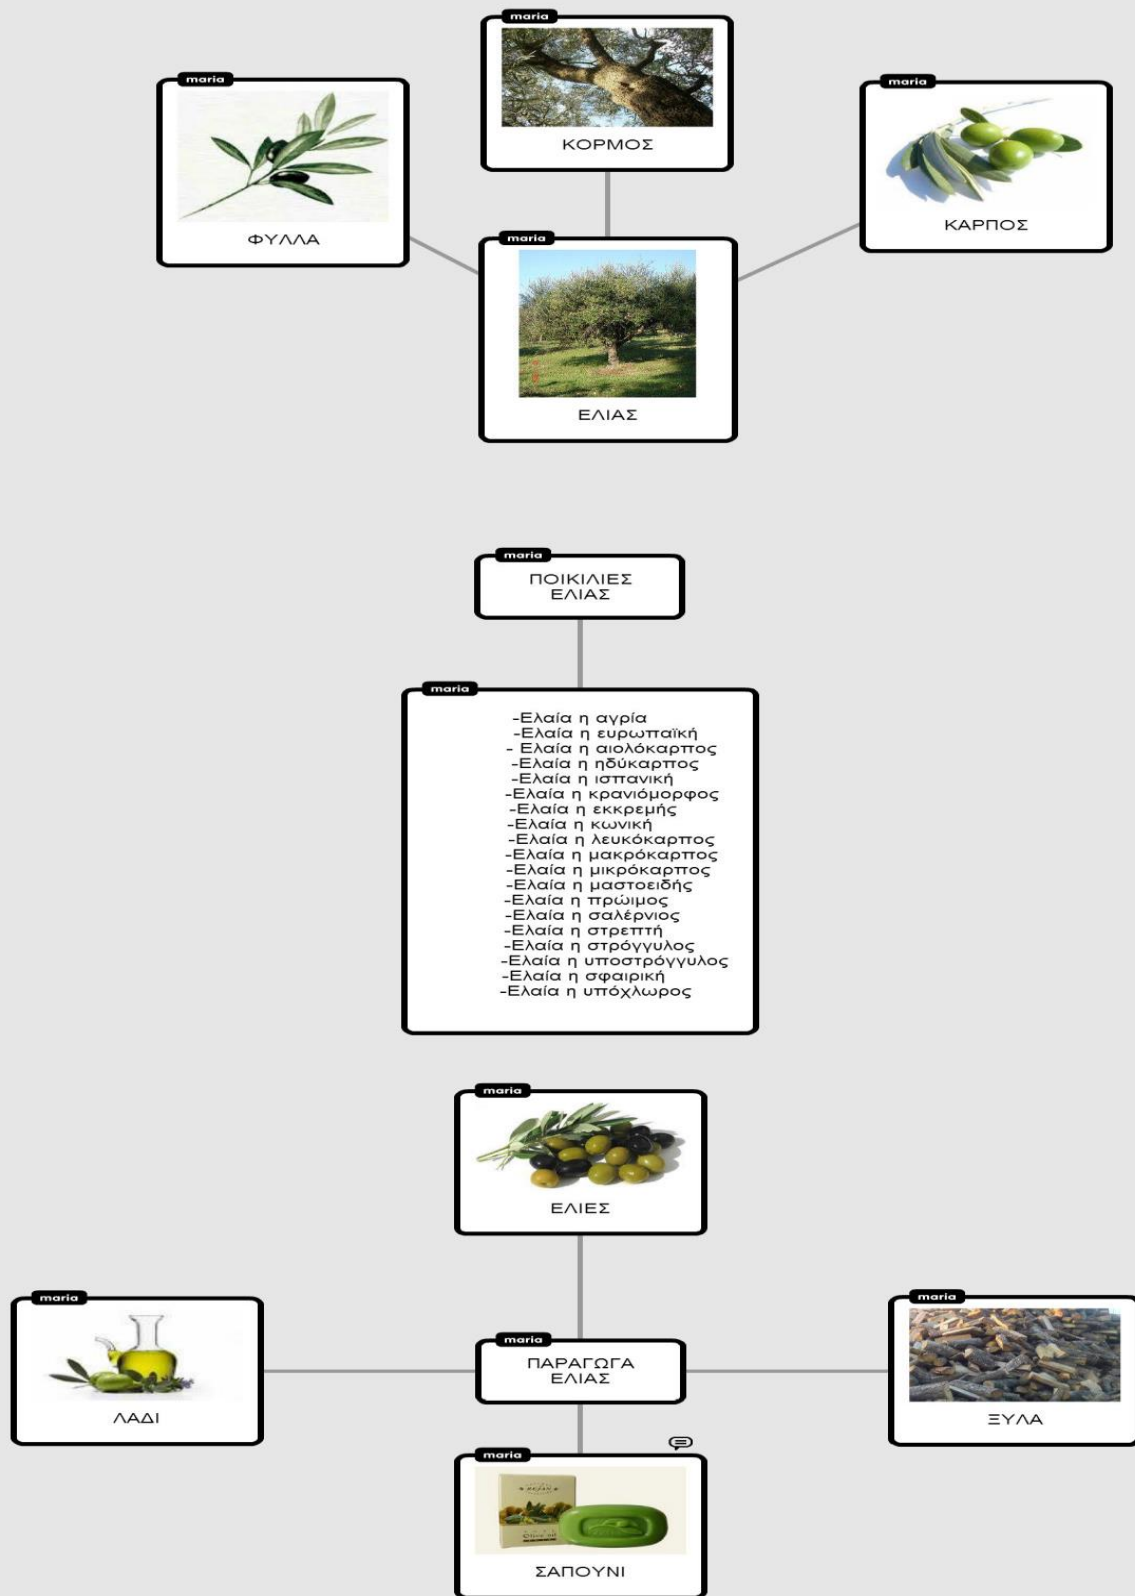 maria
ΚΟΡΜΟΣ
maria
ΦΥΛΛΑ
maria
ΚΑΡΠΟΣ
maria
ΕΛΙΑΣ
maria
ΠΟΙΚΙΛΙΕΣ
ΕΛΙΑΣ
maria
-Ελαία η αγρία
-Ελαία η ευρωπαϊκή
- Ελαία η αιολόκαρπος
-Ελαία η ηδύκαρπος
-Ελαία η ισπανική
-Ελαία η κρανιόμορφος
-Ελαία η εκκρεμής
-Ελαία η κωνική
-Ελαία η λευκόκαρπος
-Ελαία η μακρόκαρπος
-Ελαία η μικρόκαρπος
-Ελαία η μαστοειδής
-Ελαία η πρώιμος
-Ελαία η σαλέρνιος
-Ελαία η στρεπτή
-Ελαία η στρόγγυλος
-Ελαία η υποστρόγγυλος
-Ελαία η σφαιρική
-Ελαία η υπόχλωρος
maria
ΕΛΙΕΣ
maria
ΛΑΔΙ
maria
ΠΑΡΑΓΩΓΑ
ΕΛΙΑΣ
maria
ΞΥΛΑ
maria
Olive oil
ΣΑΠΟΥΝΙ